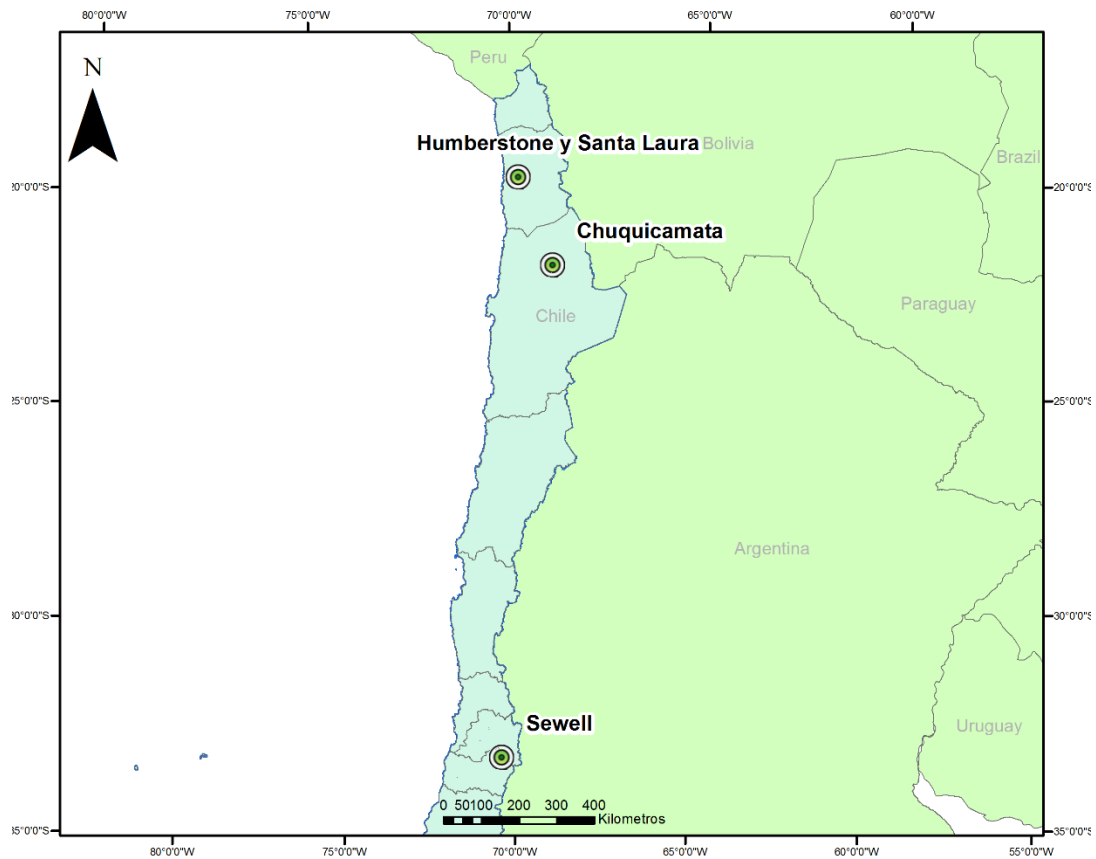 80°0'0"W 75°0'0"W 70°0'0"W 65°0'0"W 60°0'0"W
Peru
N
Humberstone y Santa Laura
Bolivia
Brazil
20°0'0"S 20°0'0"S
Chuquicamata
Paraguay
Chile
25°0'0"S 25°0'0"S
Argentina
30°0'0"S 30°0'0"S
Sewell
Uruguay
0 50 100 200 300 400
Kilometros
35°0'0"S 35°0'0"S
80°0'0"W 75°0'0"W 70°0'0"W 65°0'0"W 60°0'0"W 55°0'0"W